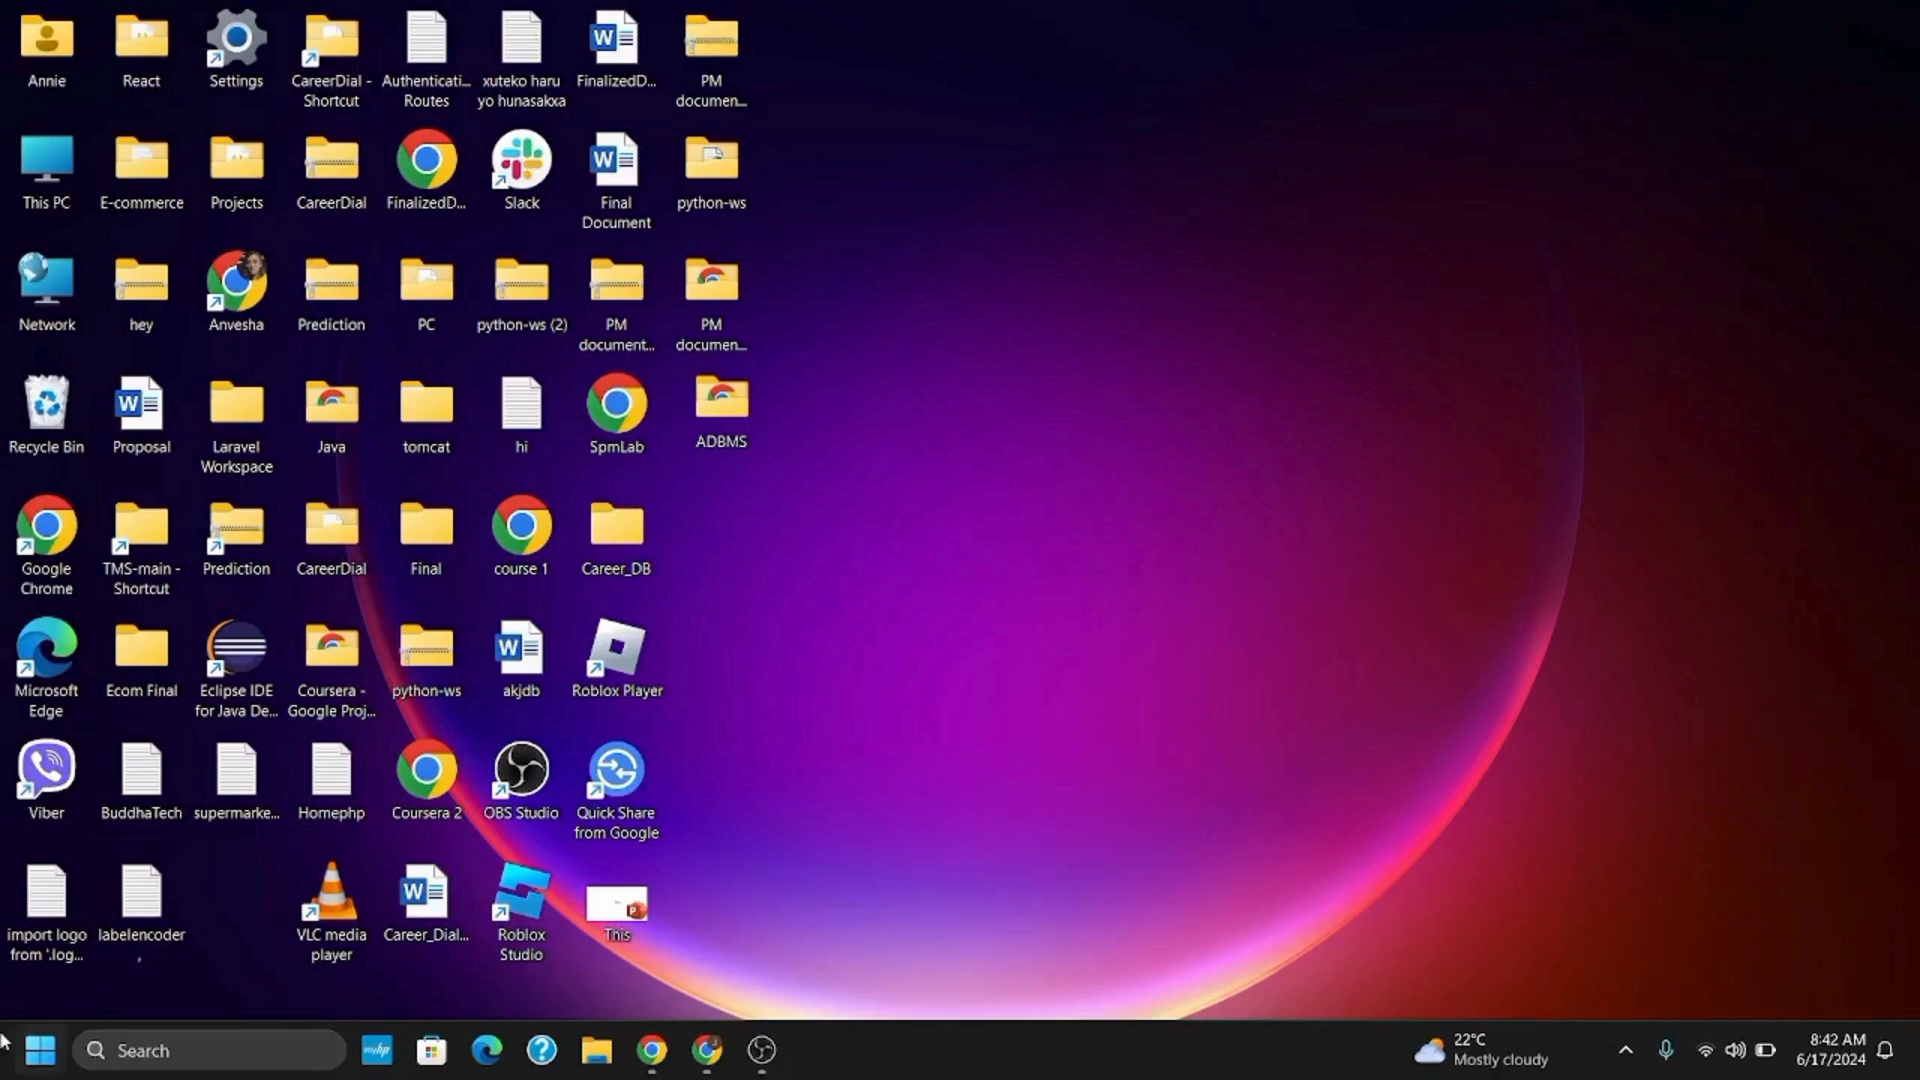 Annie
React
Settings
CareerDial -
Shortcut
Authenticati...
Routes
xuteko haru
yo hunasakxa
FinalizedD...
PM
documen...
This PC
E-commerce
Projects
CareerDial
FinalizedD...
Slack
Final
Document
python-ws
Network
hey
Anvesha
Prediction
PC
python-ws (2)
PM
document...
PM
documen...
Recycle Bin
Proposal
Laravel
Workspace
Java
tomcat
hi
SpmLab
ADBMS
Google
Chrome
TMS-main -
Shortcut
Prediction
CareerDial
Final
course 1
Career_DB
Microsoft
Edge
Ecom Final
Eclipse IDE
for Java De...
Coursera -
Google Proj...
python-ws
akjdb
Roblox Player
Viber
BuddhaTech
supermarke...
Homephp
Coursera 2
OBS Studio
Quick Share
from Google
import logo
from '.log...
labelencoder
,
VLC media
player
Career_Dial...
Roblox
Studio
This
Search
myhp
22°C
Mostly cloudy
8:42 AM
6/17/2024